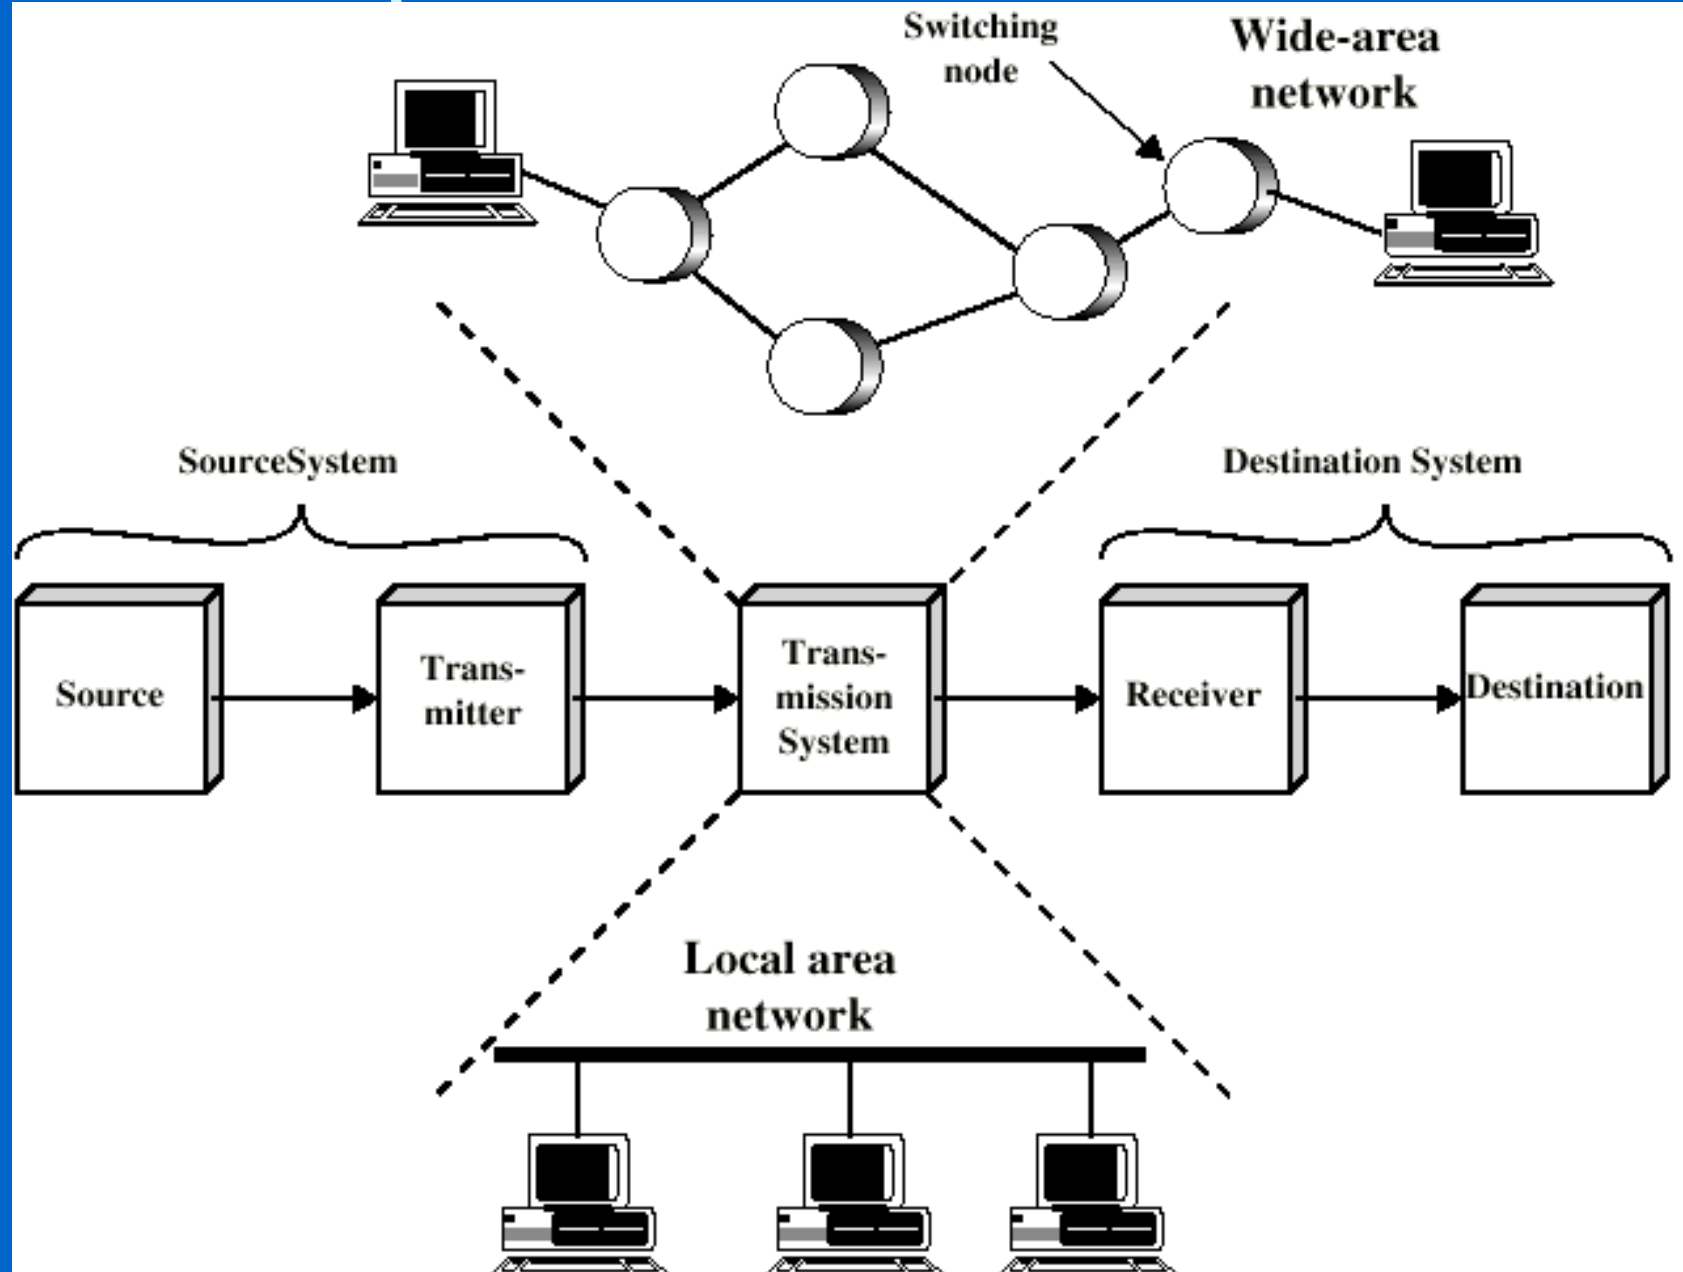 Switching
node
Wide-area
network
SourceSystem
Destination System
Source
Trans-
mitter
Trans-
mission
System
Receiver
Destination
Local area
network